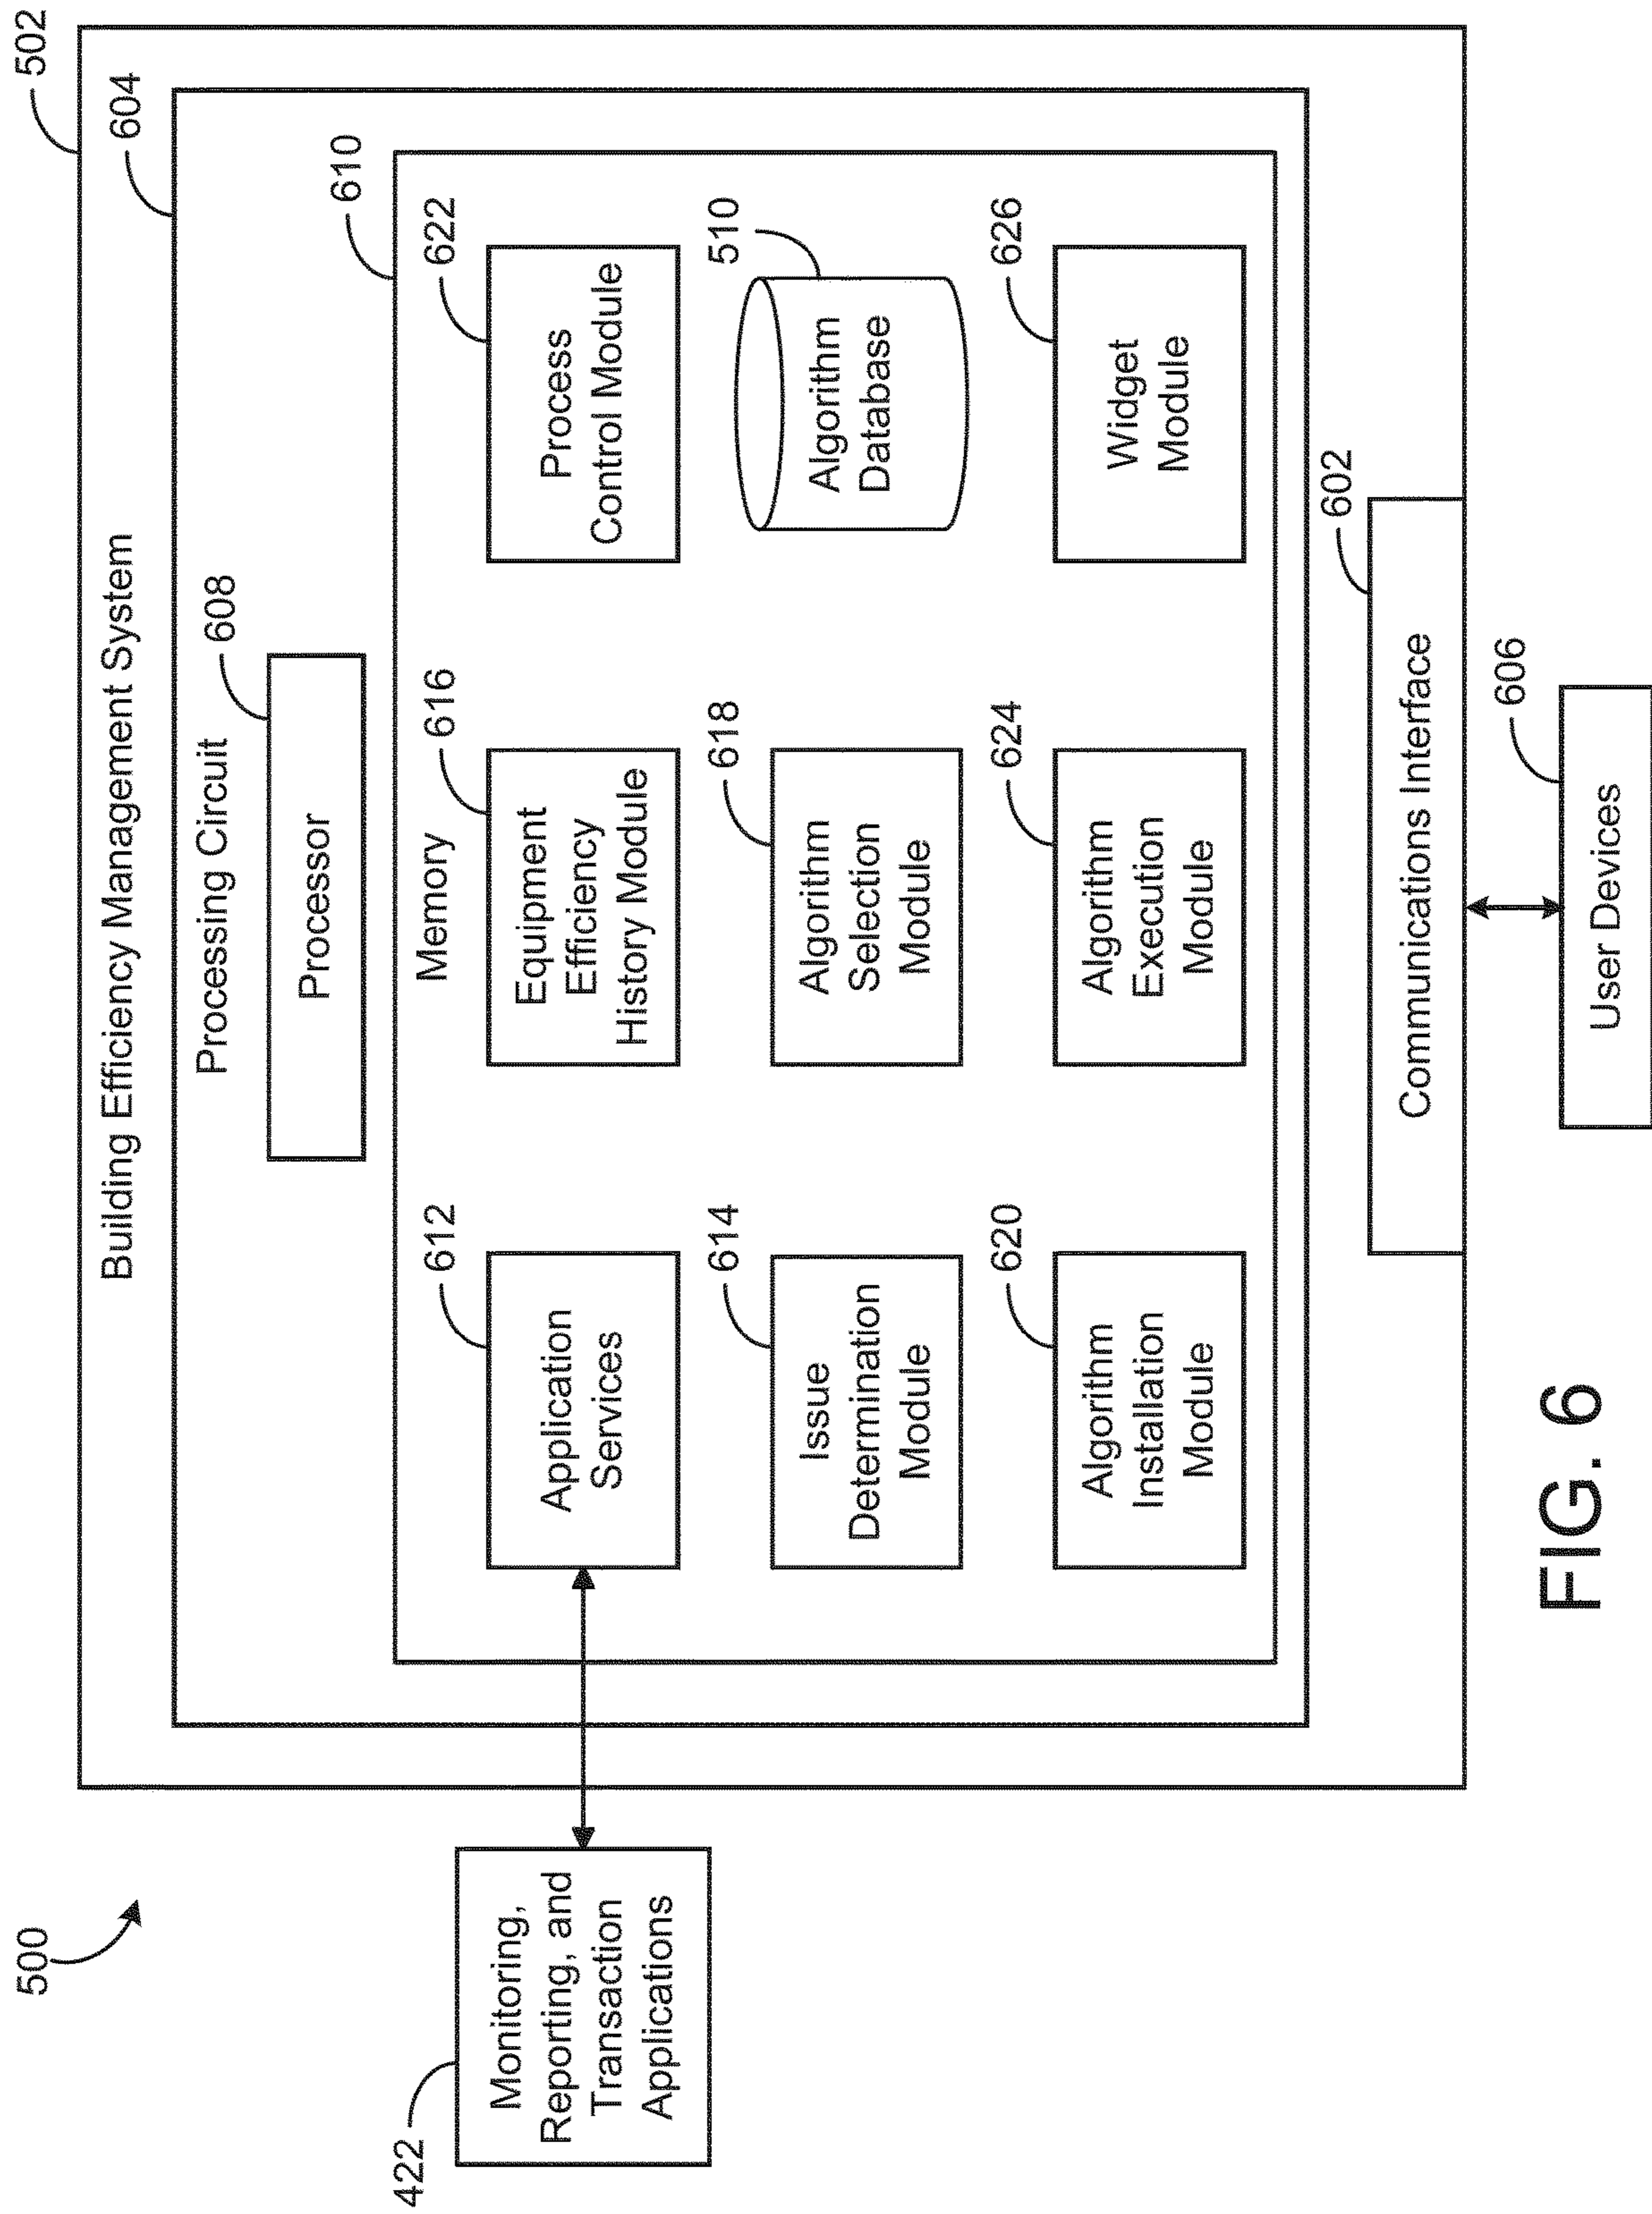 500
502
Building Efficiency Management System
604
Processing Circuit
608
Processor
610
Memory
422
Monitoring,
Reporting, and
Transaction
Applications
612
Application
Services
616
Equipment
Efficiency
History Module
622
Process
Control Module
614
Issue
Determination
Module
618
Algorithm
Selection
Module
510
Algorithm
Database
620
Algorithm
Installation
Module
624
Algorithm
Execution
Module
626
Widget
Module
602
Communications Interface
606
User Devices
FIG. 6